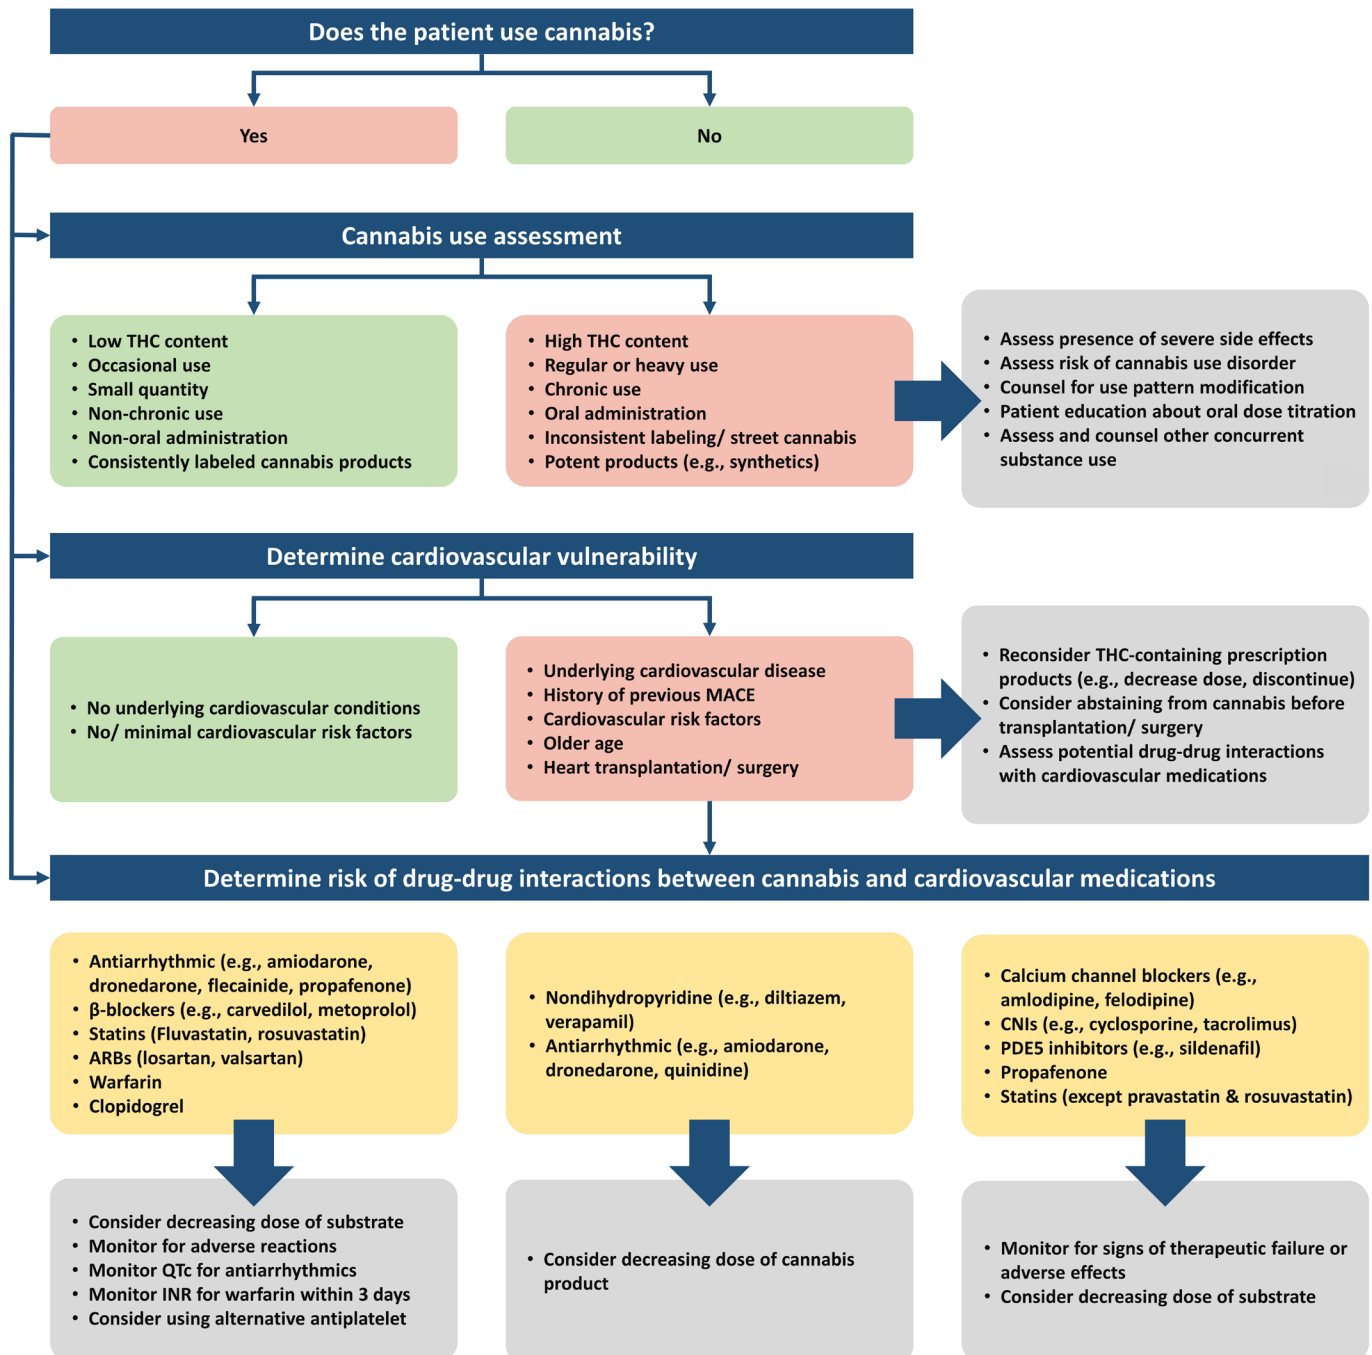 Does the patient use cannabis?
Yes
No
Cannabis use assessment
• Low THC content
• Occasional use
• Small quantity
• Non-chronic use
• Non-oral administration
• Consistently labeled cannabis products
• High THC content
• Regular or heavy use
• Chronic use
• Oral administration
• Inconsistent labeling/ street cannabis
• Potent products (e.g., synthetics)
• Assess presence of severe side effects
• Assess risk of cannabis use disorder
• Counsel for use pattern modification
• Patient education about oral dose titration
• Assess and counsel other concurrent
substance use
Determine cardiovascular vulnerability
• No underlying cardiovascular conditions
• No/ minimal cardiovascular risk factors
• Underlying cardiovascular disease
• History of previous MACE
• Cardiovascular risk factors
• Older age
• Heart transplantation/ surgery
• Reconsider THC-containing prescription
products (e.g., decrease dose, discontinue)
• Consider abstaining from cannabis before
transplantation/ surgery
• Assess potential drug-drug interactions
with cardiovascular medications
Determine risk of drug-drug interactions between cannabis and cardiovascular medications
• Antiarrhythmic (e.g., amiodarone,
dronedarone, flecainide, propafenone)
• β-blockers (e.g., carvedilol, metoprolol)
• Statins (Fluvastatin, rosuvastatin)
• ARBs (losartan, valsartan)
• Warfarin
• Clopidogrel
• Nondihydropyridine (e.g., diltiazem,
verapamil)
• Antiarrhythmic (e.g., amiodarone,
dronedarone, quinidine)
• Calcium channel blockers (e.g.,
amlodipine, felodipine)
• CNIs (e.g., cyclosporine, tacrolimus)
• PDE5 inhibitors (e.g., sildenafil)
• Propafenone
• Statins (except pravastatin & rosuvastatin)
• Consider decreasing dose of substrate
• Monitor for adverse reactions
• Monitor QTc for antiarrhythmics
• Monitor INR for warfarin within 3 days
• Consider using alternative antiplatelet
• Consider decreasing dose of cannabis
product
• Monitor for signs of therapeutic failure or
adverse effects
• Consider decreasing dose of substrate